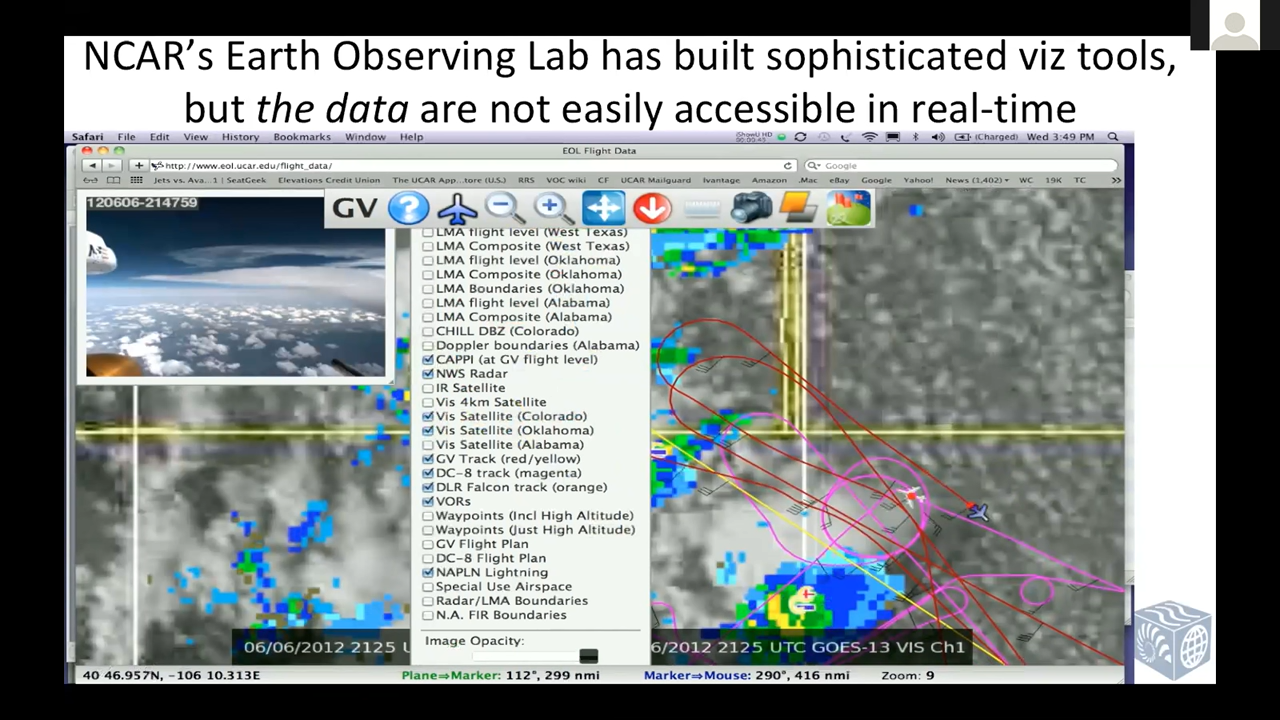 NCAR's Earth Observing Lab has built sophisticated viz tools,
but the data are not easily accessible in real-time
Safari File Edit View History Bookmarks Window Help (Charged) Wed 3:49 PM
EOL Flight Data
http://www.eol.ucar.edu/flight_data/ Google
Jets vs. Ava...1 | SeatGeek Elevations Credit Union The UCAR App...tore (U.S.) RRS VOC wiki CF UCAR Mailguard Ivantage Amazon .Mac eBay Google Yahoo! News (1,402) WC 19K TC
120606-214759
GV
LMA flight level (West Texas)
LMA Composite (West Texas)
LMA flight level (Oklahoma)
LMA Composite (Oklahoma)
LMA Boundaries (Oklahoma)
LMA flight level (Alabama)
LMA Composite (Alabama)
CHILL DBZ (Colorado)
Doppler boundaries (Alabama)
CAPPI (at GV flight level)
NWS Radar
IR Satellite
Vis 4km Satellite
Vis Satellite (Colorado)
Vis Satellite (Oklahoma)
Vis Satellite (Alabama)
GV Track (red/yellow)
DC-8 track (magenta)
DLR Falcon track (orange)
VORs
Waypoints (Incl High Altitude)
Waypoints (Just High Altitude)
GV Flight Plan
DC-8 Flight Plan
NAPLN Lightning
Special Use Airspace
Radar/LMA Boundaries
N.A. FIR Boundaries
Image Opacity:
06/06/2012 2125 U
6/2012 2125 UTC GOES-13 VIS Ch1
40 46.957N, -106 10.313E Plane⇒Marker: 112°, 299 nmi Marker⇒Mouse: 290°, 416 nmi Zoom: 9